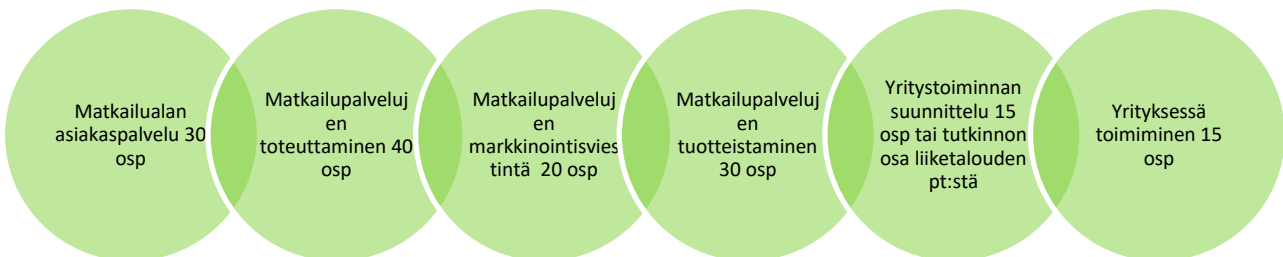 Matkailualan
asiakaspalvelu 30
osp
Matkailupalveluj
en
toteuttaminen 40
osp
Matkailupalveluj
en
markkinointisvies
tintä 20 osp
Matkailupalveluj
en
tuotteistaminen
30 osp
Yritystoiminnan
suunnittelu 15
osp tai tutkinnon
osa liiketalouden
pt:stä
Yrityksessä
toimiminen 15
osp